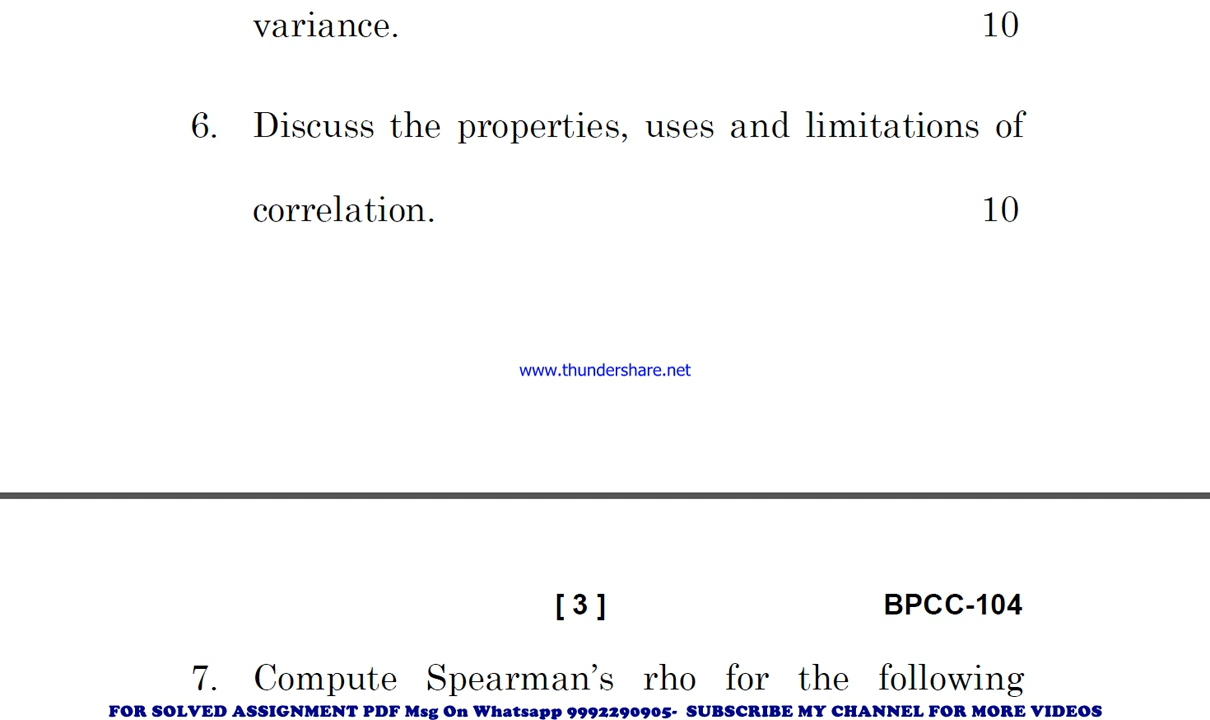 variance. 10
6. Discuss the properties, uses and limitations of
correlation. 10
www.thundershare.net
[ 3 ] BPCC-104
7. Compute Spearman's rho for the following
FOR SOLVED ASSIGNMENT PDF Msg On Whatsapp 9992290905- SUBSCRIBE MY CHANNEL FOR MORE VIDEOS